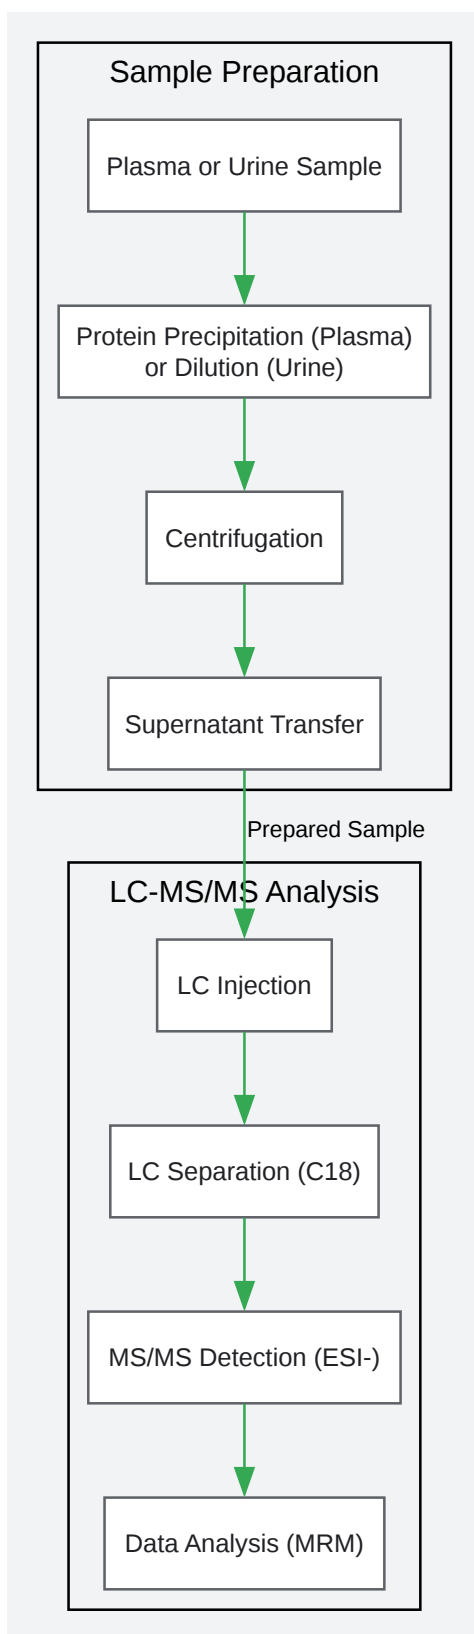 Sample Preparation
Plasma or Urine Sample
Protein Precipitation (Plasma)
or Dilution (Urine)
Centrifugation
Supernatant Transfer
Prepared Sample
LC-MS/MS Analysis
LC Injection
LC Separation (C18)
MS/MS Detection (ESI-)
Data Analysis (MRM)